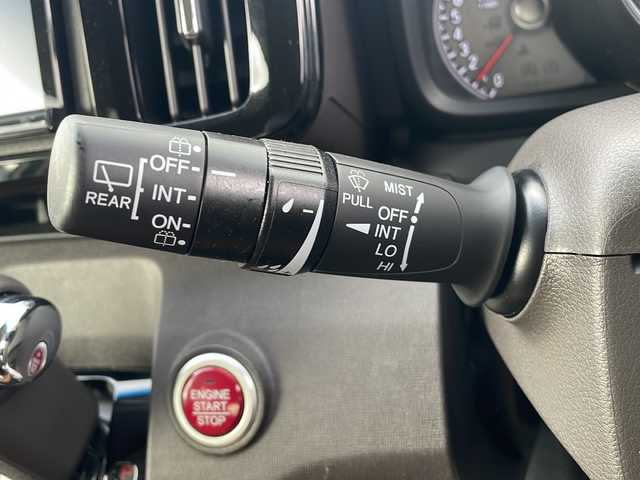 OFF
INT
REAR
ON
MIST
PULL
OFF
INT
LO
HI
ENGINE
START
STOP